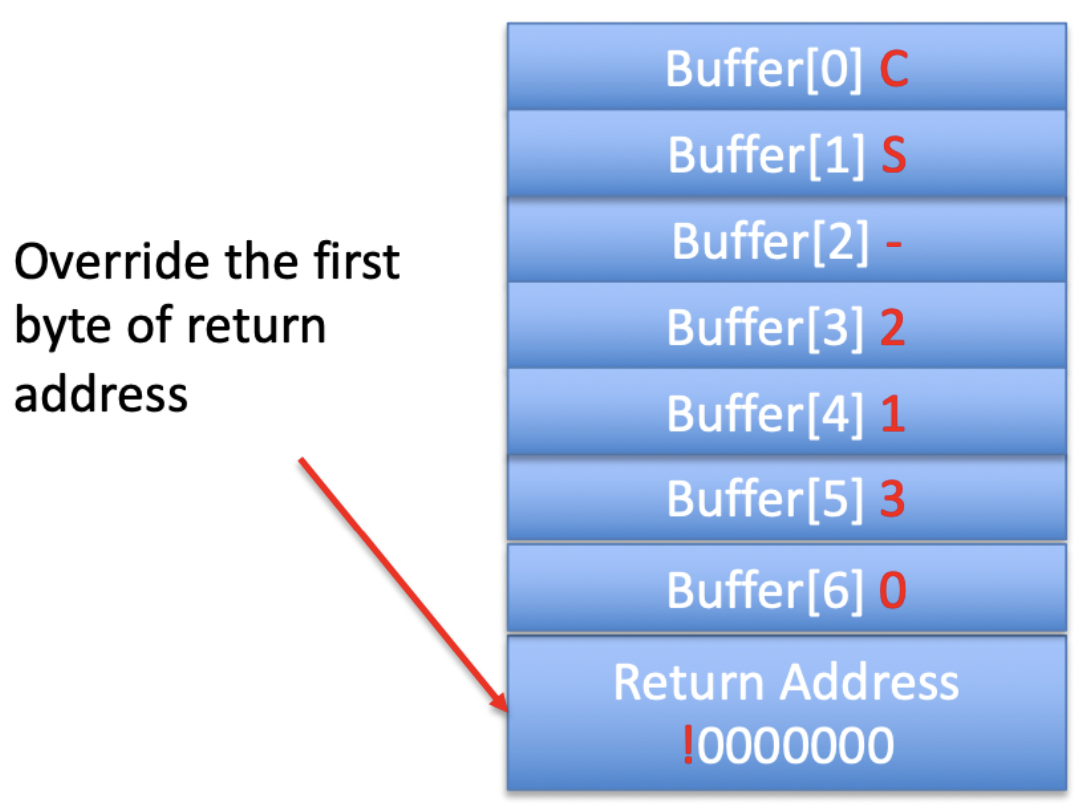 Override the first
byte of return
address
Buffer[0] C
Buffer[1] S
Buffer[2] -
Buffer[3] 2
Buffer[4] 1
Buffer[5] 3
Buffer[6] 0
Return Address
!0000000